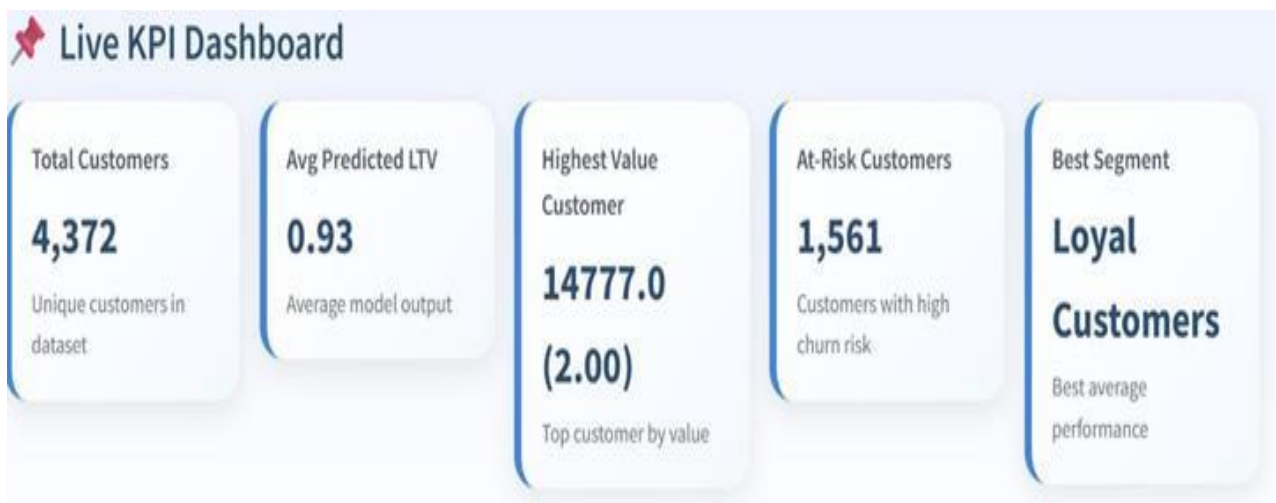 Live KPI Dashboard
Total Customers
4,372
Unique customers in
dataset
Avg Predicted LTV
0.93
Average model output
Highest Value
Customer
14777.0
(2.00)
Top customer by value
At-Risk Customers
1,561
Customers with high
churn risk
Best Segment
Loyal
Customers
Best average
performance